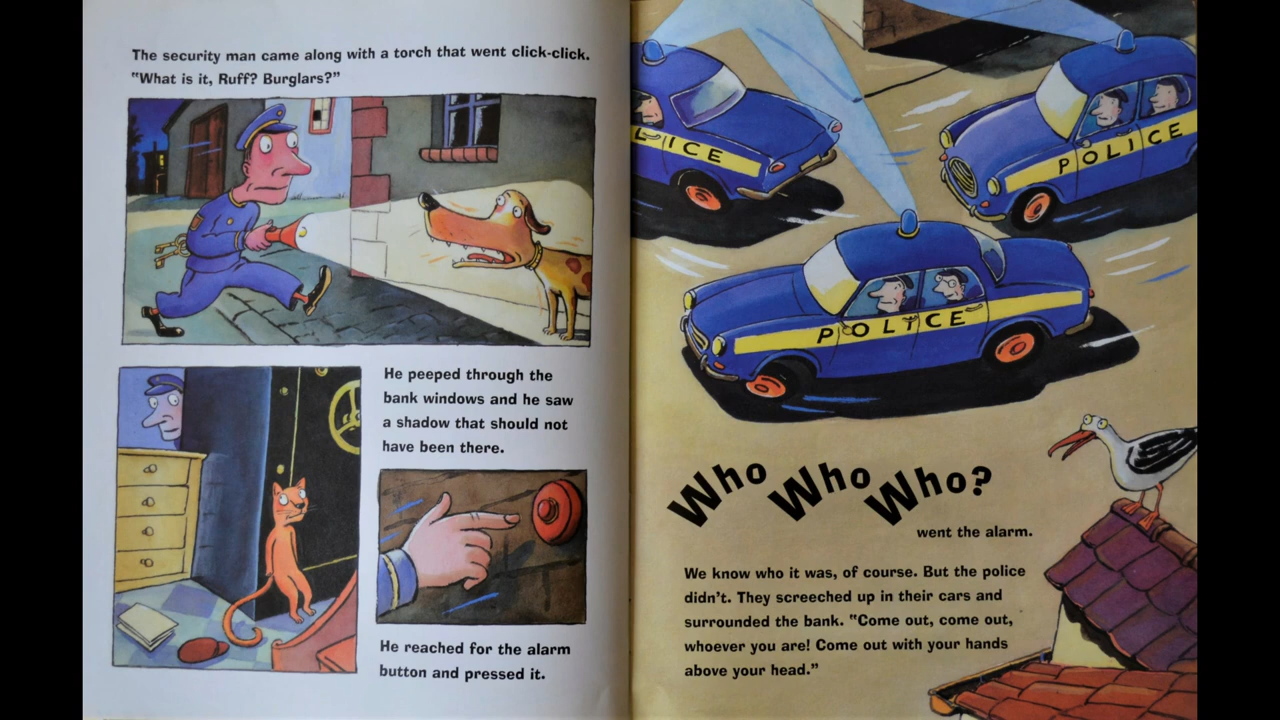 The security man came along with a torch that went click-click.
"What is it, Ruff? Burglars?"
He peeped through the
bank windows and he saw
a shadow that should not
have been there.
He reached for the alarm
button and pressed it.
LICE
POLICE
POLICE
Who Who Who?
went the alarm.
We know who it was, of course. But the police
didn't. They screeched up in their cars and
surrounded the bank. "Come out, come out,
whoever you are! Come out with your hands
above your head."